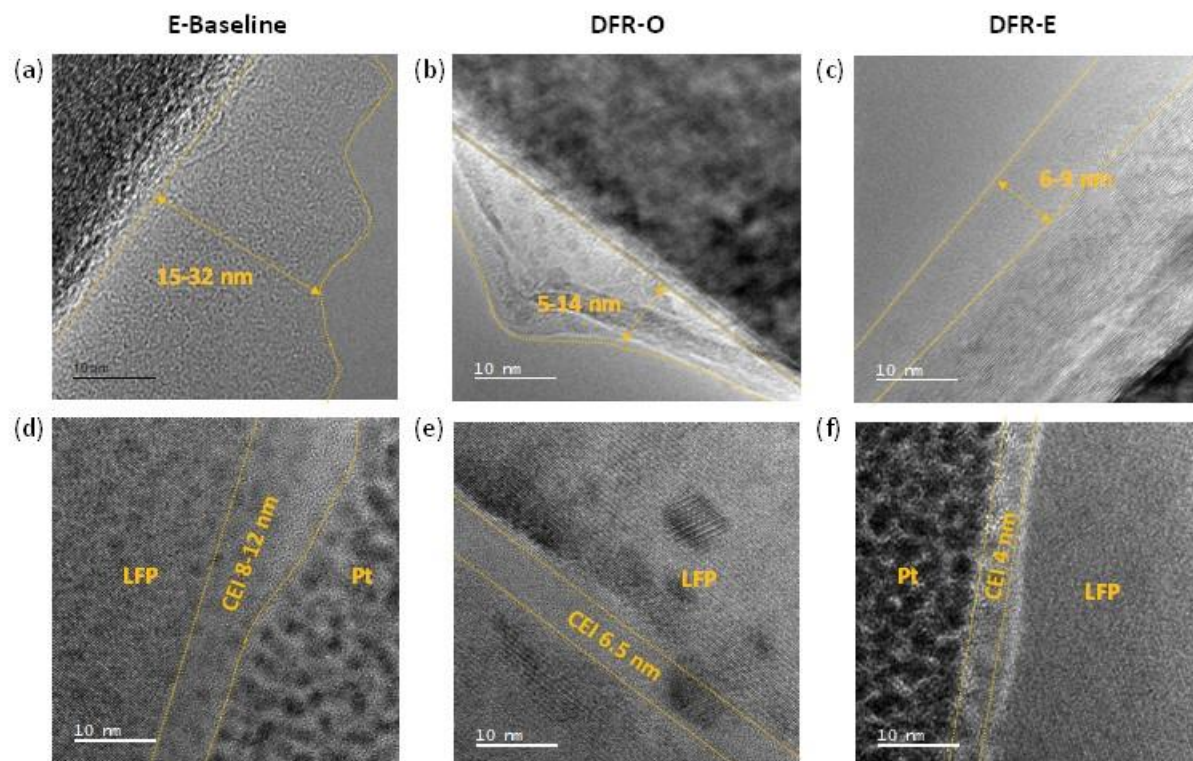 E-Baseline
DFR-O
DFR-E
(a)
(b)
(c)
15-32 nm
5-14 nm
6-9 nm
10 nm
10 nm
10 nm
(d)
(e)
(f)
LFP
CEI 8-12 nm
Pt
CEI 6.5 nm
LFP
Pt
CEI 4 nm
LFP
10 nm
10 nm
10 nm